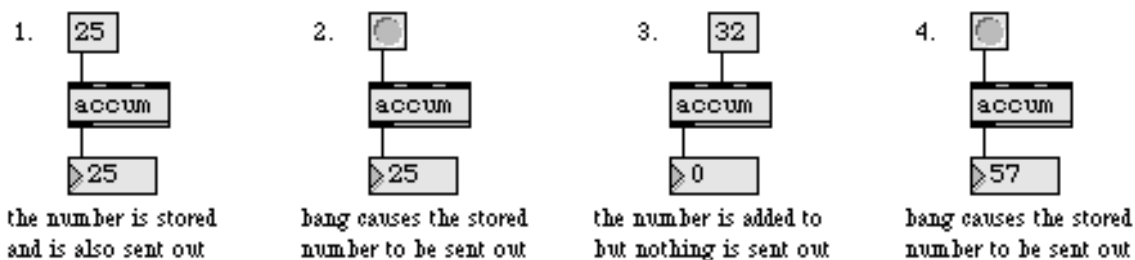 1. 25
accum
25
the number is stored
and is also sent out
2.
accum
25
bang causes the stored
number to be sent out
3. 32
accum
0
the number is added to
but nothing is sent out
4.
accum
57
bang causes the stored
number to be sent out